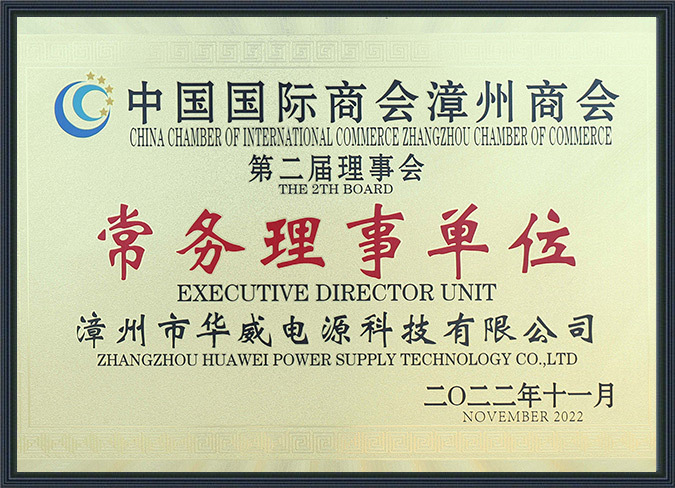 中国国际商会漳州商会
CHINA CHAMBER OF INTERNATIONAL COMMERCE ZHANGZHOU CHAMBER OF COMMERCE
第二届理事会
THE 2TH BOARD
常务理事单位
EXECUTIVE DIRECTOR UNIT
漳州市华威电源科技有限公司
ZHANGZHOU HUAWEI POWER SUPPLY TECHNOLOGY CO.,LTD
二〇二二年十一月
NOVEMBER 2022